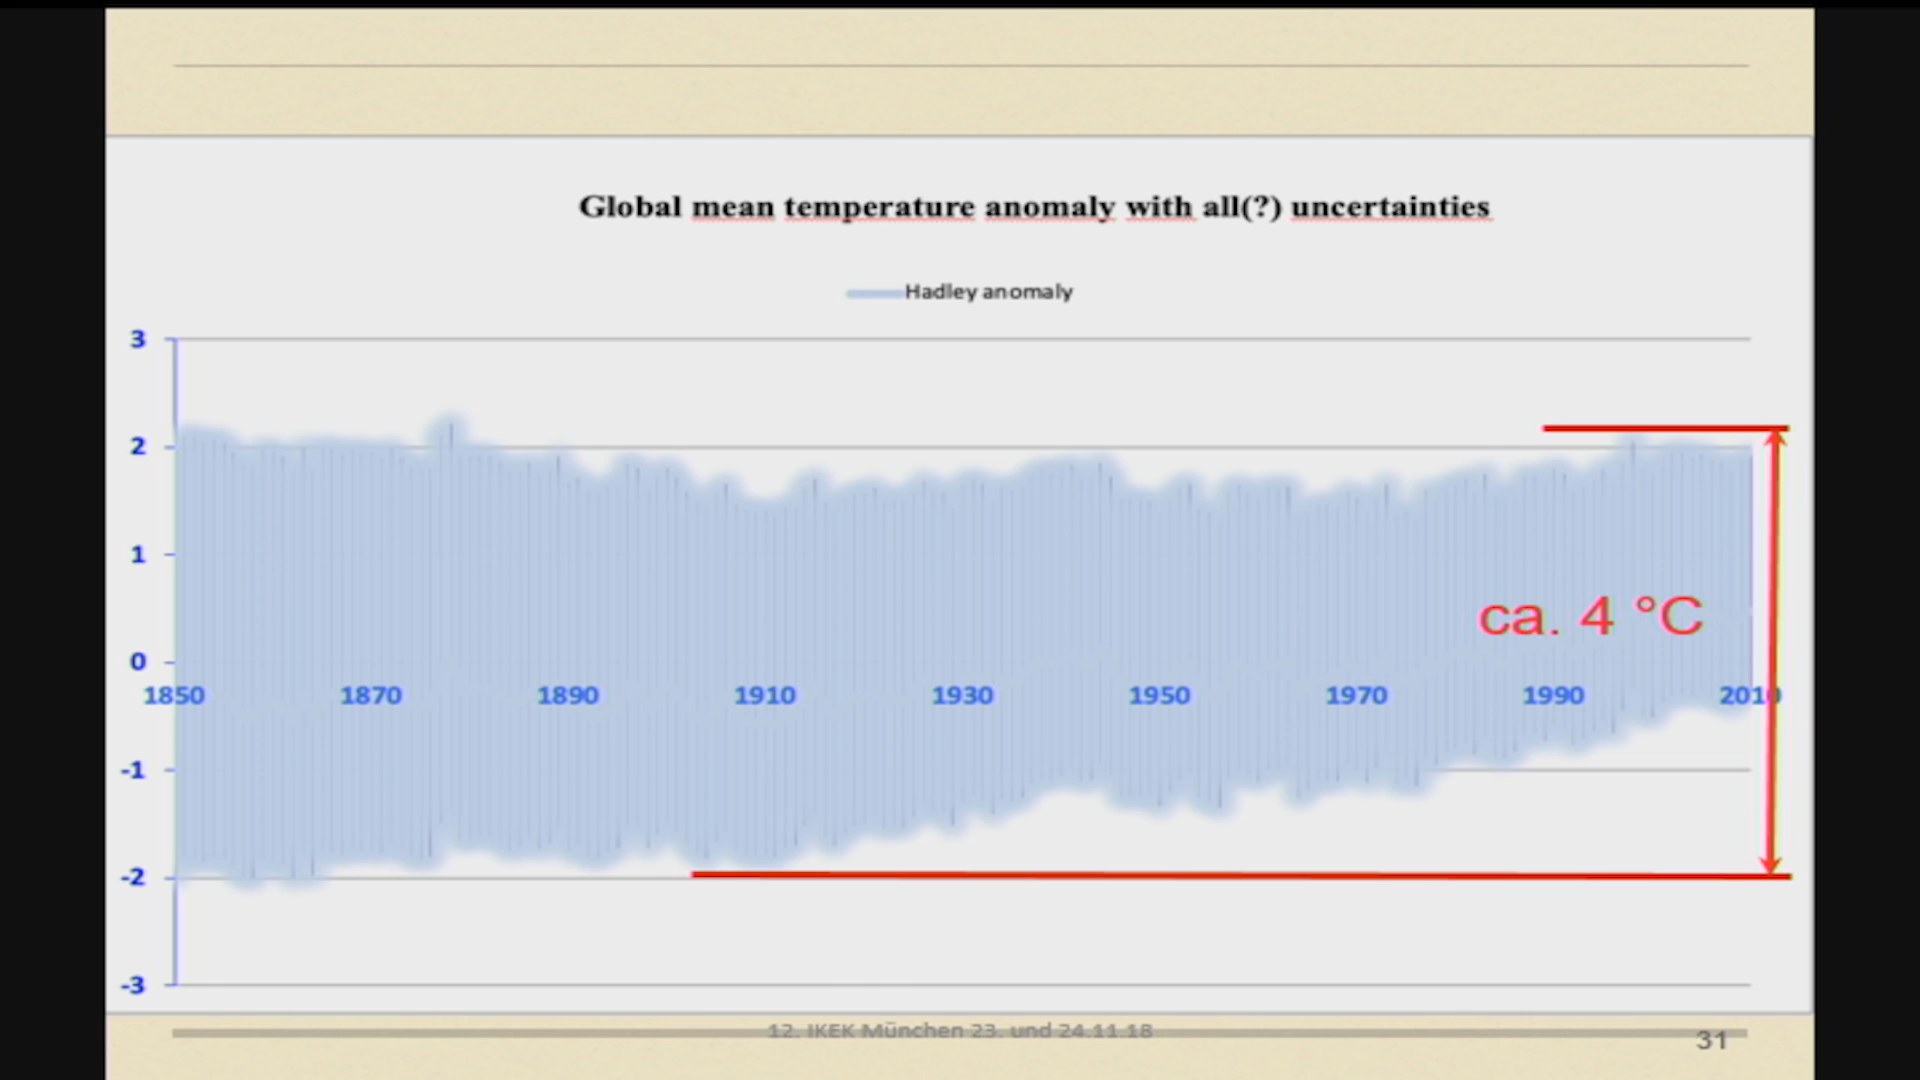 Global mean temperature anomaly with all(?) uncertainties
Hadley anomaly
3
2
1
ca. 4 °C
0
1850 1870 1890 1910 1930 1950 1970 1990 2010
-1
-2
-3
12. IKEK München 23. und 24.11.18
31